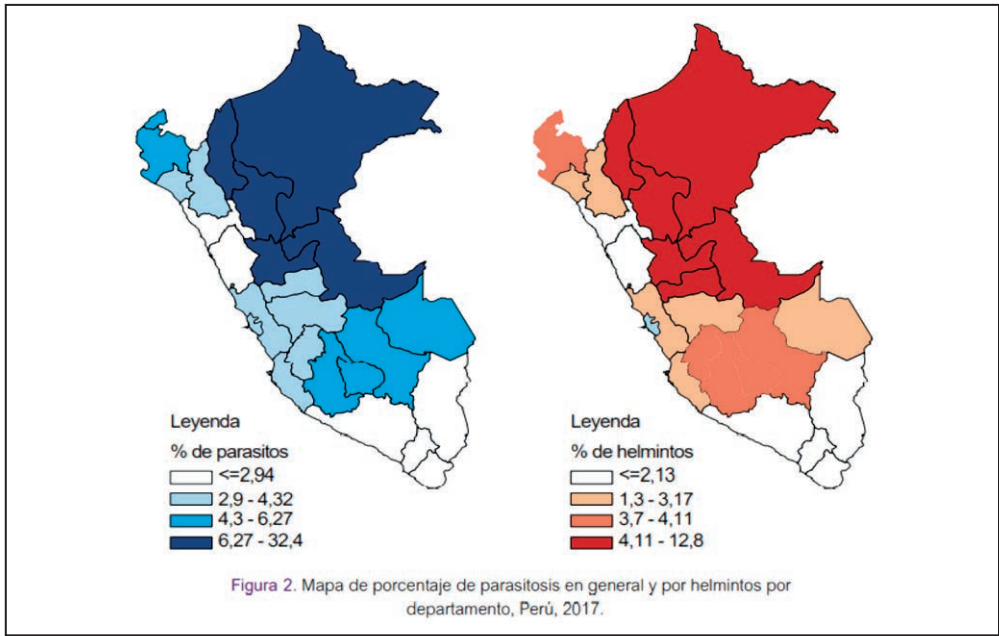 Leyenda
% de parasitos
<=2,94
2,9 - 4,32
4,3 - 6,27
6,27 - 32,4
Leyenda
% de helmintos
<=2,13
1,3 - 3,17
3,7 - 4,11
4,11 - 12,8
Figura 2. Mapa de porcentaje de parasitosis en general y por helmintos por
departamento, Perú, 2017.